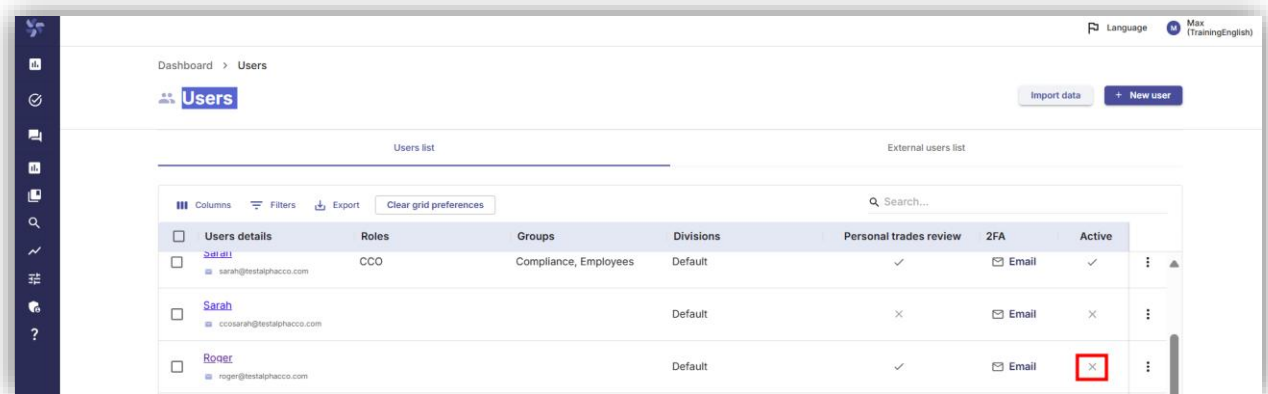 Language
M
Max
(TrainingEnglish)
Dashboard > Users
Users
Import data
+ New user
Users list
External users list
Columns
Filters
Export
Clear grid preferences
Search...
Users details
Roles
Groups
Divisions
Personal trades review
2FA
Active
Sarah
sarah@testalphacco.com
CCO
Compliance, Employees
Default
Email
Sarah
ccosarah@testalphacco.com
Default
Email
Roger
roger@testalphacco.com
Default
Email
?